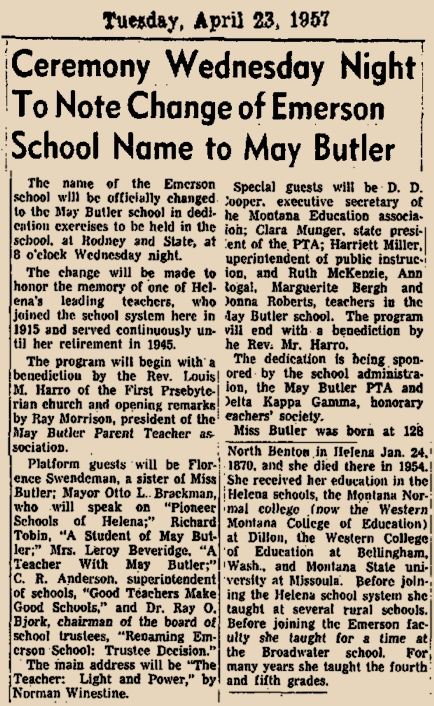 Tuesday, April 23, 1957
Ceremony Wednesday Night
To Note Change of Emerson
School Name to May Butler
The name of the Emerson
school will be officially changed
to the May Butler school in dedi-
cation exercises to be held in the
school, at Rodney and State, at
8 o'clock Wednesday night.
The change will be made to
honor the memory of one of Hel-
ena's leading teachers, who
joined the school system here in
1915 and served continuously un-
til her retirement in 1945.
The program will begin with a
benediction by the Rev. Louis
M. Harro of the First Prsebyte-
rian church and opening remarks
by Ray Morrison, president of the
May Butler Parent Teacher as-
sociation.
Platform guests will be Flor-
ence Swendeman, a sister of Miss
Butler; Mayor Otto L. Brackman,
who will speak on "Pioneer
Schools of Helena;" Richard
Tobin, "A Student of May But-
ler;" Mrs. Leroy Beveridge, "A
Teacher With May Butler;"
C. R. Anderson, superintendent
of schools, "Good Teachers Make
Good Schools," and Dr. Ray O.
Bjork, chairman of the board of
school trustees, "Renaming Em-
erson School: Trustee Decision."
The main address will be "The
Teacher: Light and Power," by
Norman Winestine.
Special guests will be D. D.
ooper, executive secretary of
he Montana Education associa-
ion; Clara Munger, state presi-
ent of the PTA; Harriett Miller,
uperintendent of public instruc-
ion, and Ruth McKenzie, Ann
ogal, Marguerite Bergh and
onna Roberts, teachers in the
lay Butler school. The program
vill end with a benediction by
he Rev. Mr. Harro.
The dedication is being spon-
ored by the school administra-
ion, the May Butler PTA and
Delta Kappa Gamma, honorary
eachers' society.
Miss Butler was born at 128
North Benton in Helena Jan. 24,
1870, and she died there in 1954.
She received her education in the
Helena schools, the Montana Nor-
mal college (now the Western
Montana College of Education)
at Dillon, the Western College
of Education at Bellingham,
Wash., and Montana State uni-
versity at Missoula. Before join-
ing the Helena school system she
taught at several rural schools.
Before joining the Emerson fac-
ulty she taught for a time at
the Broadwater school. For
many years she taught the fourth
and fifth grades.